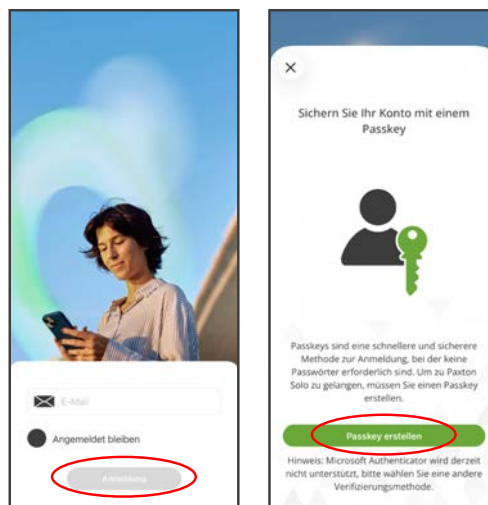 E-Mail
Angemeldet bleiben
Anmeldung
Sichern Sie Ihr Konto mit einem
Passkey
Passkeys sind eine schnellere und sicherere
Methode zur Anmeldung, bei der keine
Passwörter erforderlich sind. Um zu Paxton
Solo zu gelangen, müssen Sie einen Passkey
erstellen.
Passkey erstellen
Hinweis: Microsoft Authenticator wird derzeit
nicht unterstützt, bitte wählen Sie eine andere
Verifizierungsmethode.